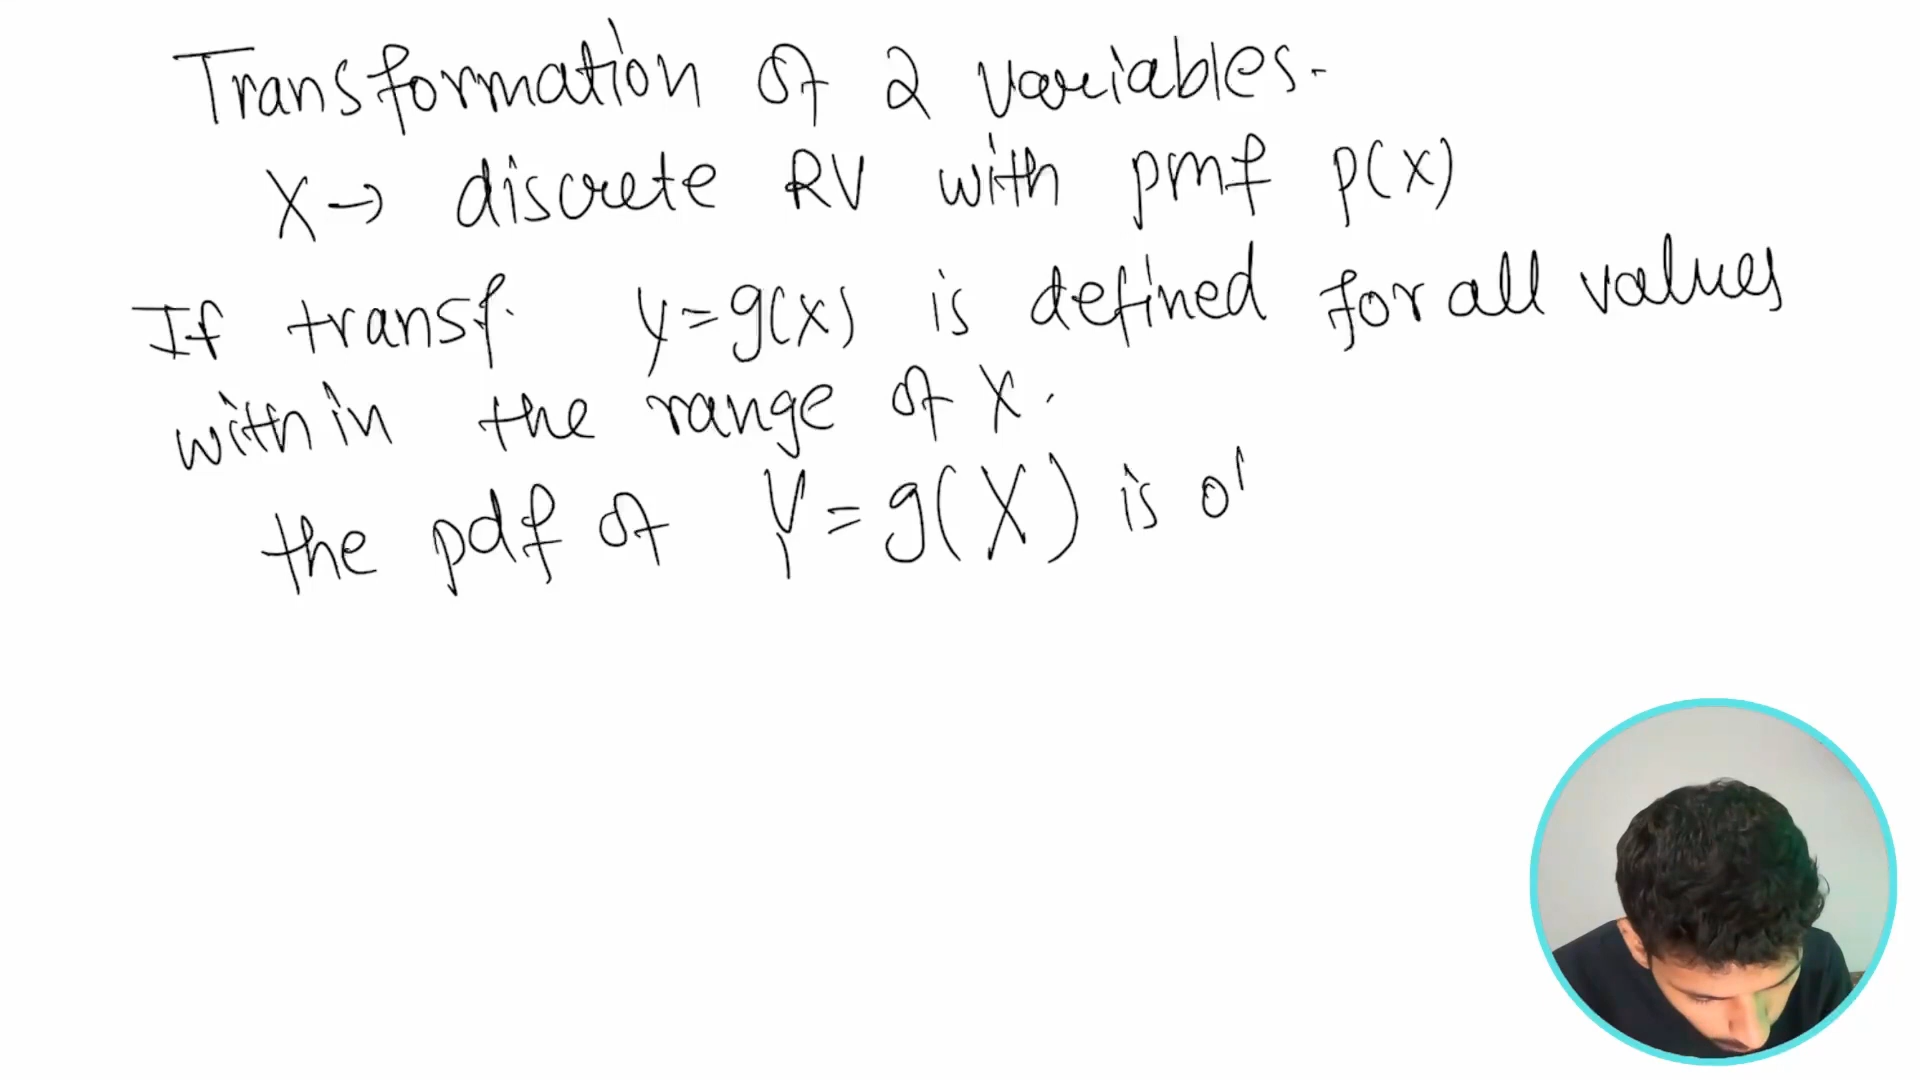 Transformation of 2 variables.
X → discrete RV with pmf p(x)
If transf. y=g(x) is defined for all values
within the range of X.
the pdf of Y = g(X) is